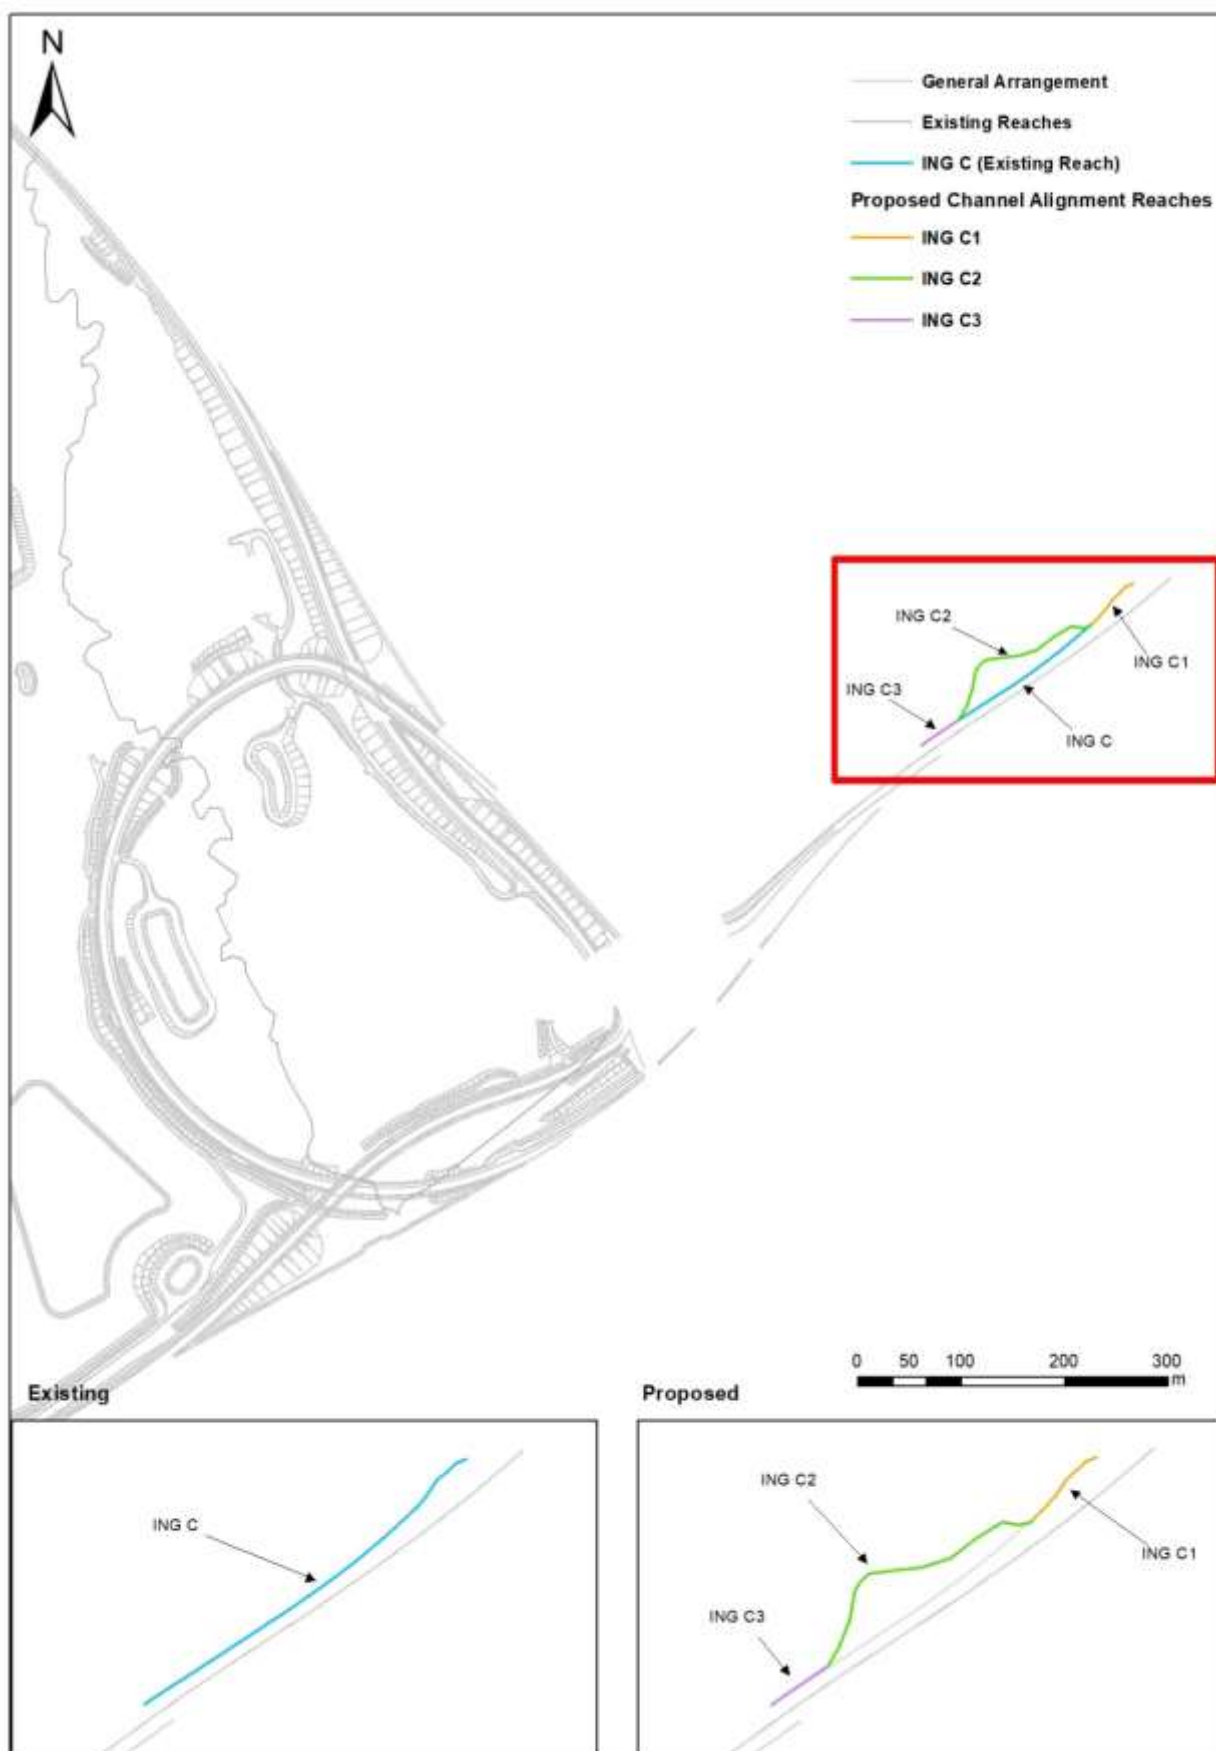 N
General Arrangement
Existing Reaches
ING C (Existing Reach)
Proposed Channel Alignment Reaches
ING C1
ING C2
ING C3
ING C2
ING C1
ING C3
ING C
0 50 100 200 300
m
Existing
Proposed
ING C
ING C2
ING C1
ING C3